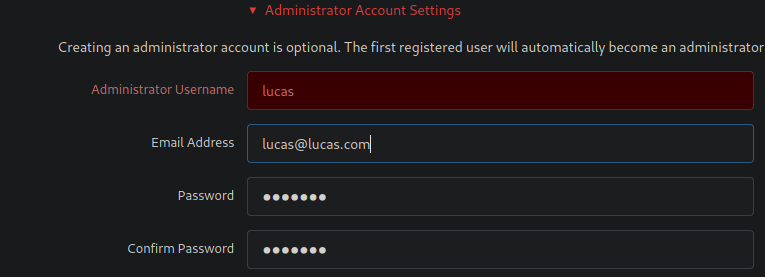 ▼ Administrator Account Settings
Creating an administrator account is optional. The first registered user will automatically become an administrator
Administrator Username lucas
Email Address lucas@lucas.com
Password ●●●●●●●
Confirm Password ●●●●●●●